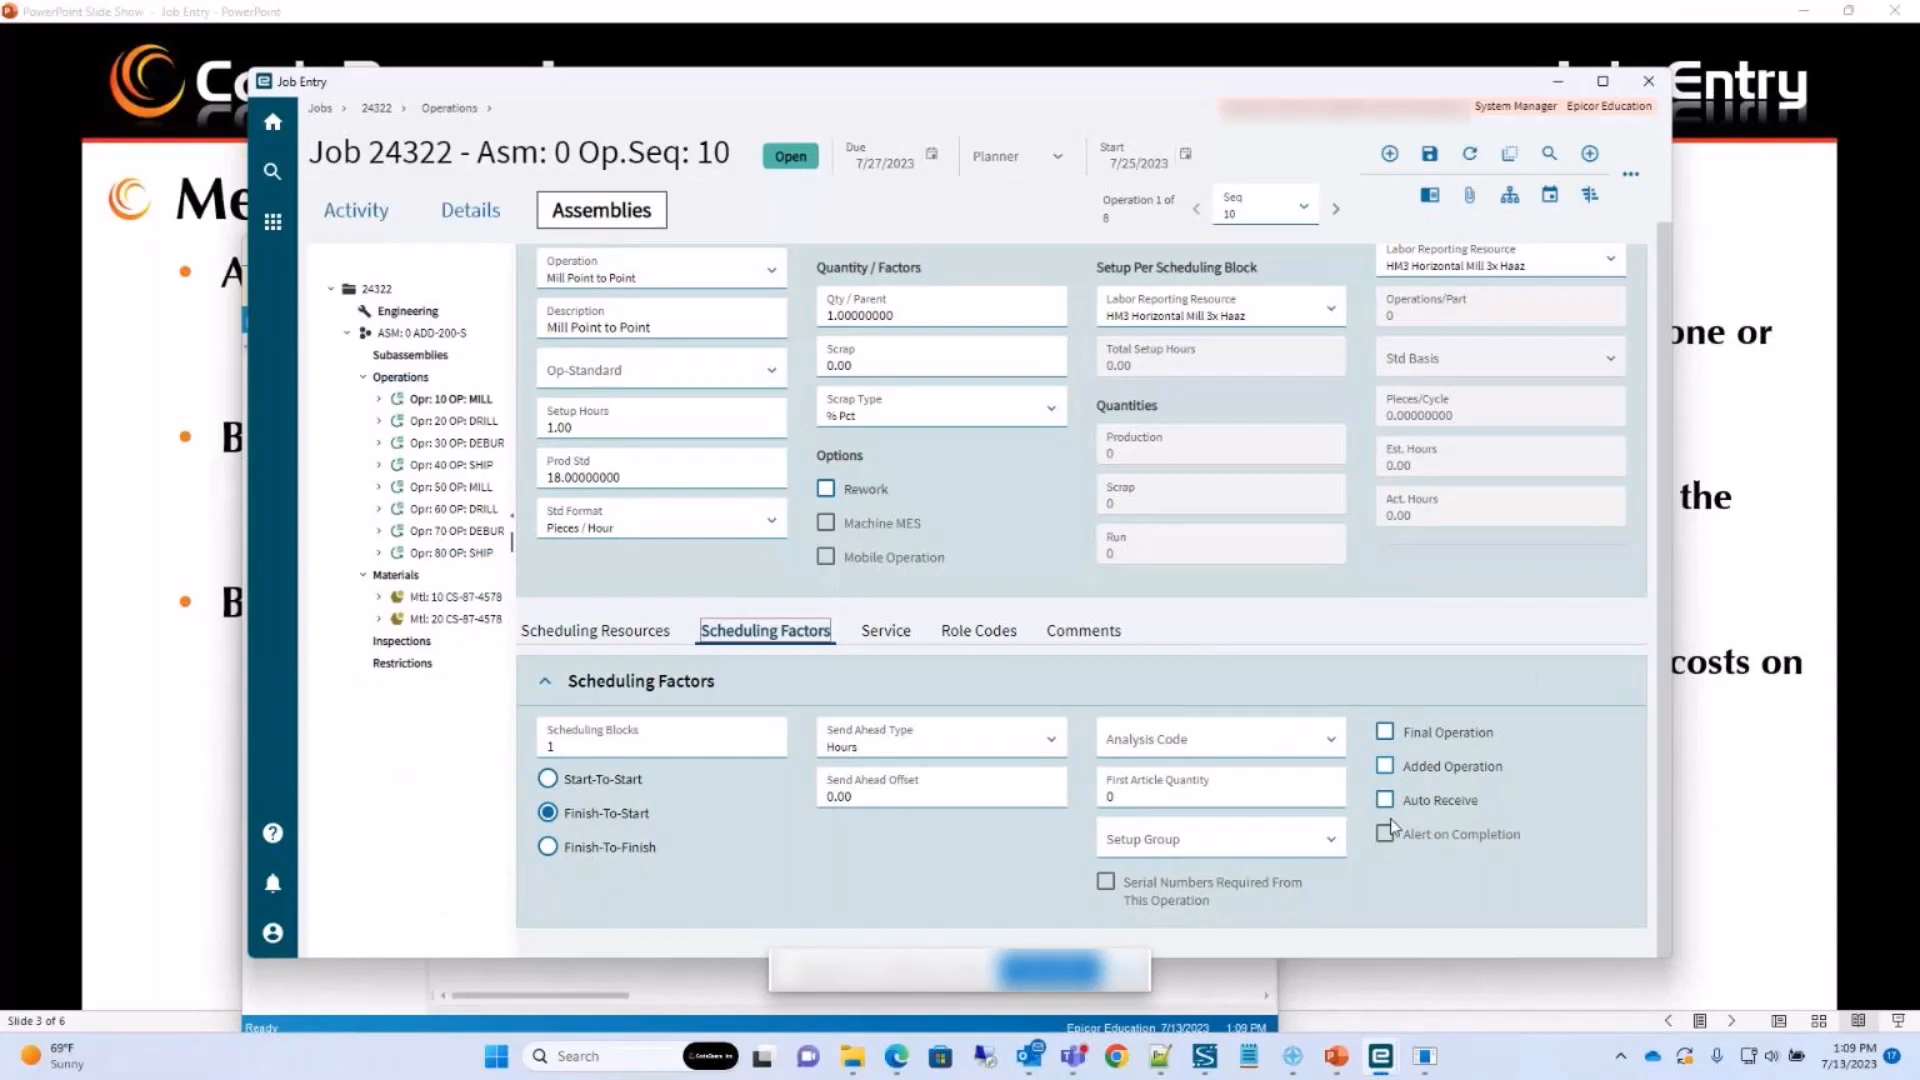 PowerPoint Slide Show - Job Entry - PowerPoint
Job Entry
Entry
Jobs > 24322 > Operations >
System Manager Epicor Education
Job 24322 - Asm: 0 Op.Seq: 10
Open
Due
7/27/2023
Planner
Start
7/25/2023
Activity
Details
Assemblies
Operation 1 of
8
Seq
10
24322
Engineering
ASM: 0 ADD-200-S
Subassemblies
Operations
Opr: 10 OP: MILL
Opr: 20 OP: DRILL
Opr: 30 OP: DEBUR
Opr: 40 OP: SHIP
Opr: 50 OP: MILL
Opr: 60 OP: DRILL
Opr: 70 OP: DEBUR
Opr: 80 OP: SHIP
Materials
Mtl: 10 CS-87-4578
Mtl: 20 CS-87-4578
Inspections
Restrictions
Operation
Mill Point to Point
Description
Mill Point to Point
Op-Standard
Setup Hours
1.00
Prod Std
18.00000000
Std Format
Pieces / Hour
Quantity / Factors
Qty / Parent
1.00000000
Scrap
0.00
Scrap Type
% Pct
Options
Rework
Machine MES
Mobile Operation
Setup Per Scheduling Block
Labor Reporting Resource
HM3 Horizontal Mill 3x Haaz
Total Setup Hours
0.00
Quantities
Production
0
Scrap
0
Run
0
Labor Reporting Resource
HM3 Horizontal Mill 3x Haaz
Operations/Part
0
Std Basis
Pieces/Cycle
0.00000000
Est. Hours
0.00
Act. Hours
0.00
Scheduling Resources
Scheduling Factors
Service
Role Codes
Comments
Scheduling Factors
Scheduling Blocks
1
Start-To-Start
Finish-To-Start
Finish-To-Finish
Send Ahead Type
Hours
Send Ahead Offset
0.00
Analysis Code
First Article Quantity
0
Setup Group
Serial Numbers Required From
This Operation
Final Operation
Added Operation
Auto Receive
Alert on Completion
Me
A
B
B
one or
the
costs on
Slide 3 of 6
Ready
Epicor Education 7/13/2023 1:09 PM
69°F
Sunny
Search
1:09 PM
7/13/2023
17